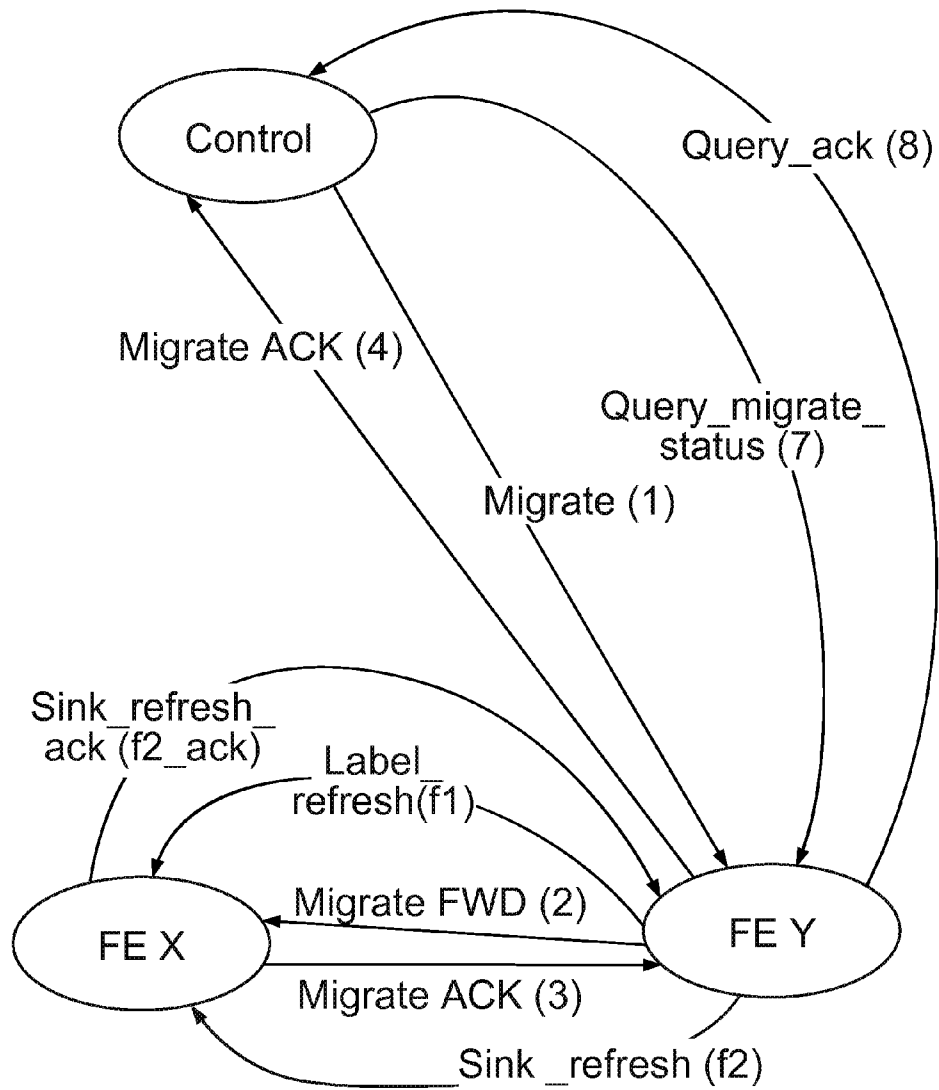 Control
Query_ack (8)
Migrate ACK (4)
Query_migrate_
status (7)
Migrate (1)
Sink_refresh_
ack (f2_ack)
Label_
refresh(f1)
Migrate FWD (2)
FE X
FE Y
Migrate ACK (3)
Sink _refresh (f2)